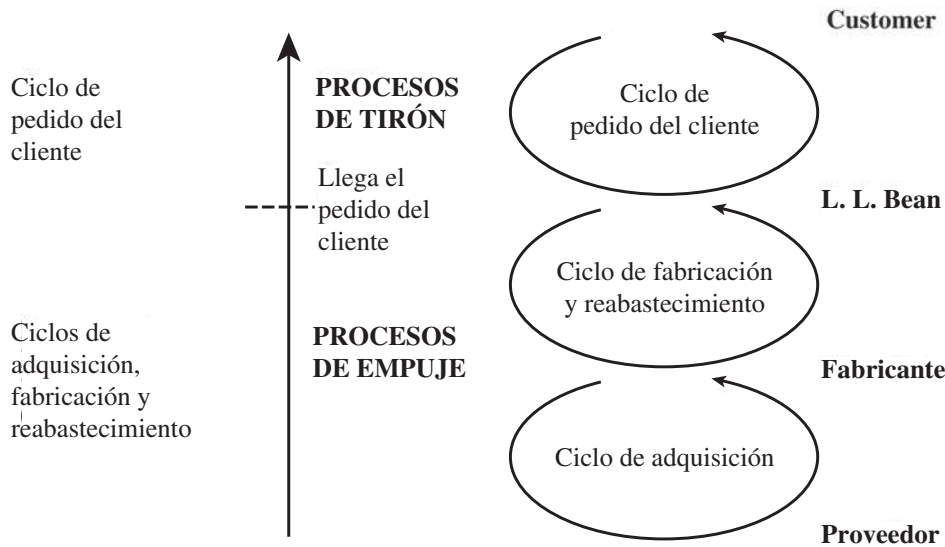 Customer
Ciclo de
pedido del
cliente
PROCESOS
DE TIRÓN
Ciclo de
pedido del cliente
Llega el
pedido del
cliente
L. L. Bean
Ciclo de fabricación
y reabastecimiento
Ciclos de
adquisición,
fabricación y
reabastecimiento
PROCESOS
DE EMPUJE
Fabricante
Ciclo de adquisición
Proveedor